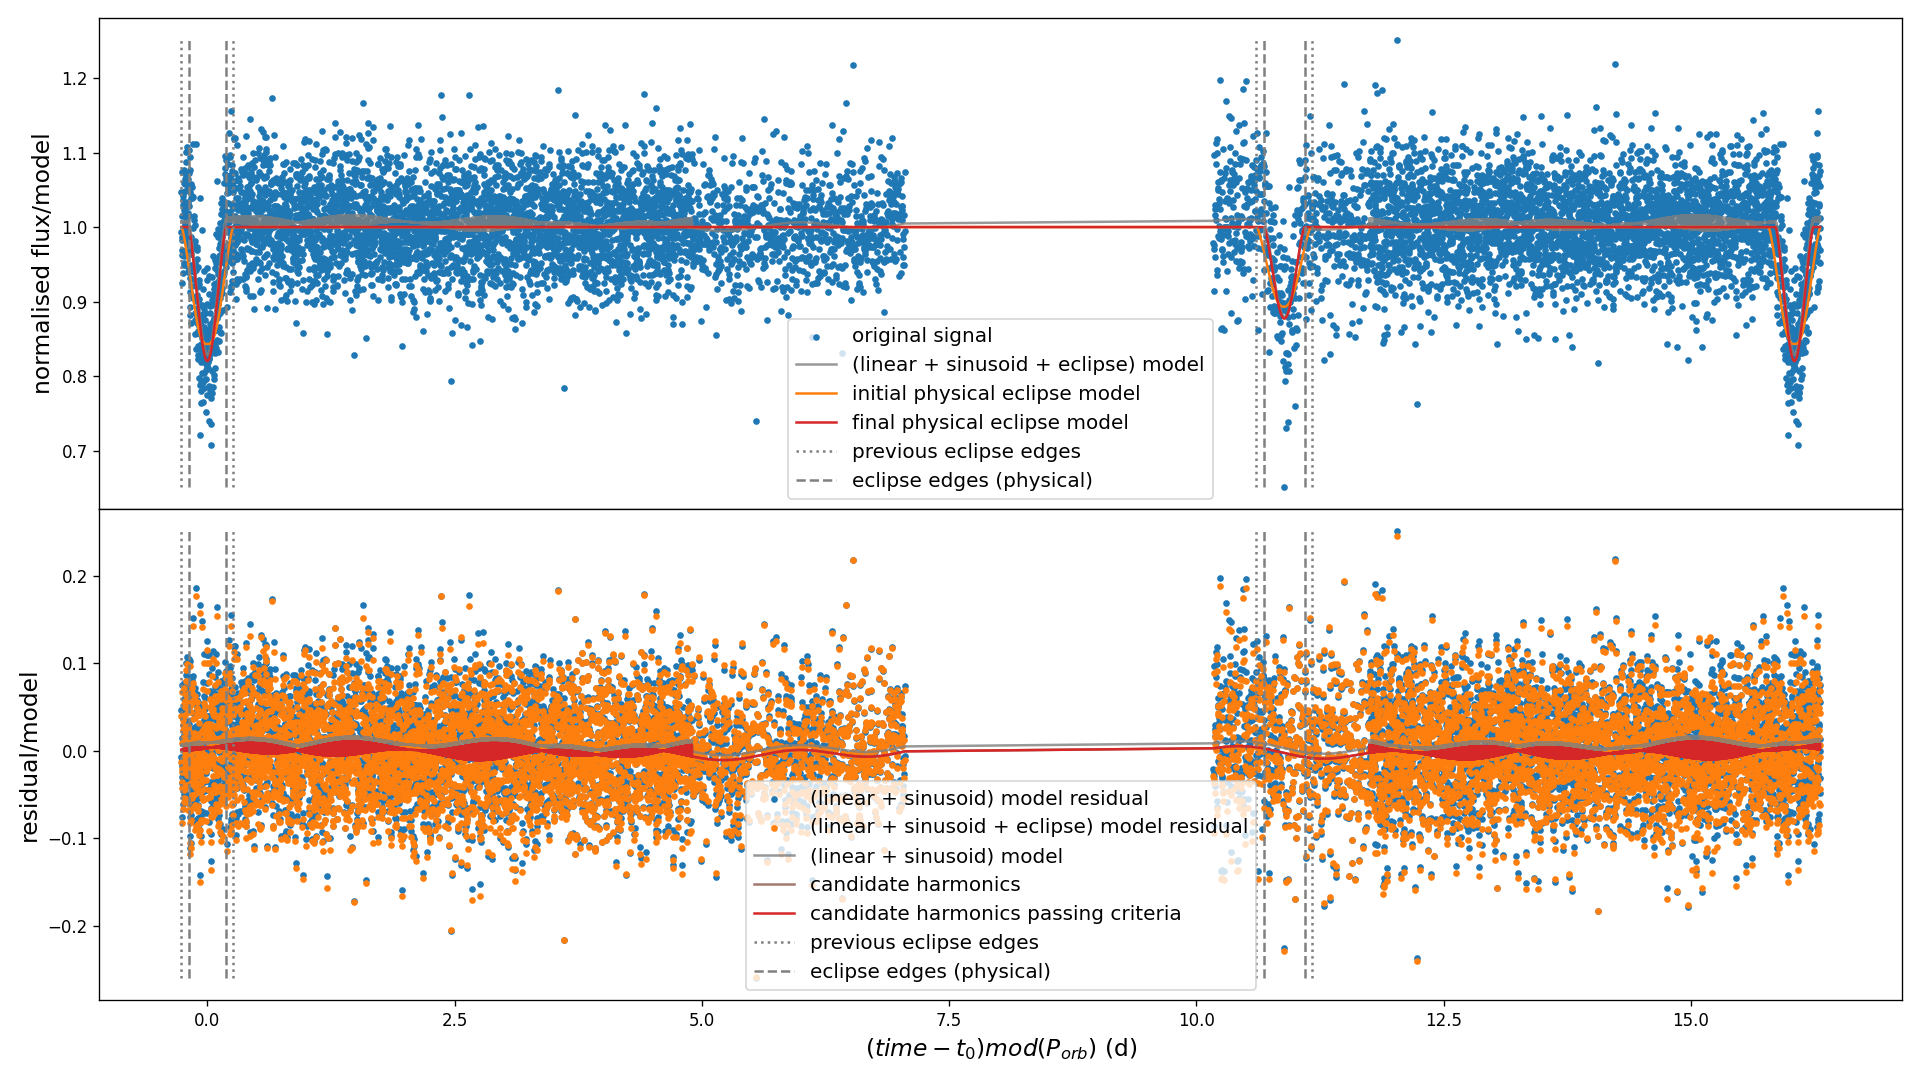 normalised flux/model
1.2
1.1
1.0
0.9
0.8
0.7
original signal
(linear + sinusoid + eclipse) model
initial physical eclipse model
final physical eclipse model
previous eclipse edges
eclipse edges (physical)
residual/model
0.2
0.1
0.0
−0.1
−0.2
(linear + sinusoid) model residual
(linear + sinusoid + eclipse) model residual
(linear + sinusoid) model
candidate harmonics
candidate harmonics passing criteria
previous eclipse edges
eclipse edges (physical)
0.0 2.5 5.0 7.5 10.0 12.5 15.0
(time − t₀)mod(P_orb) (d)